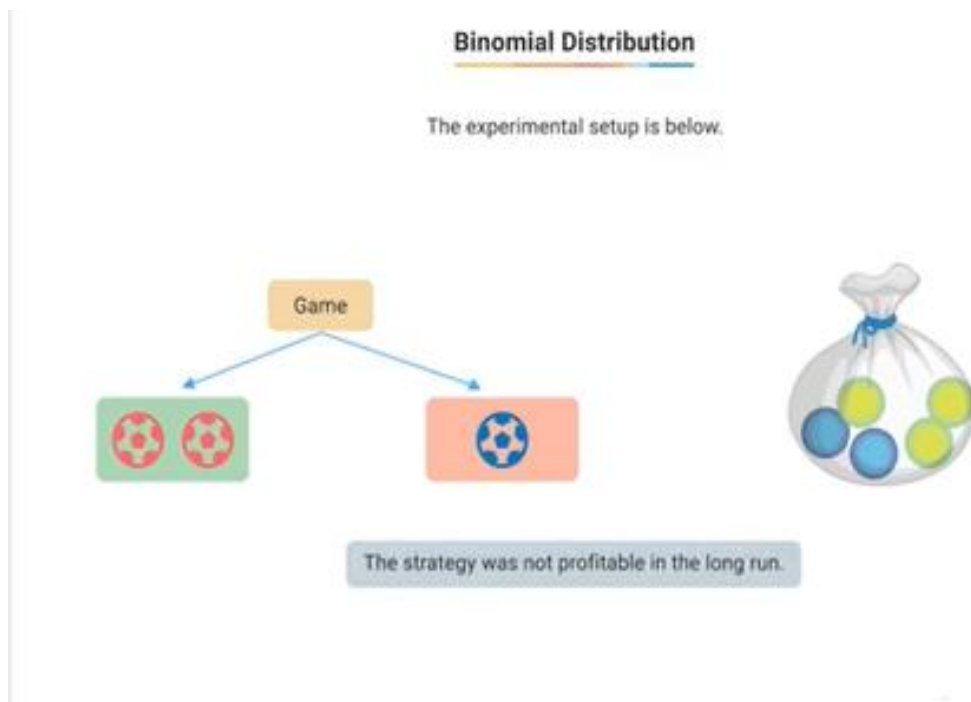 Binomial Distribution
The experimental setup is below.
Game
The strategy was not profitable in the long run.